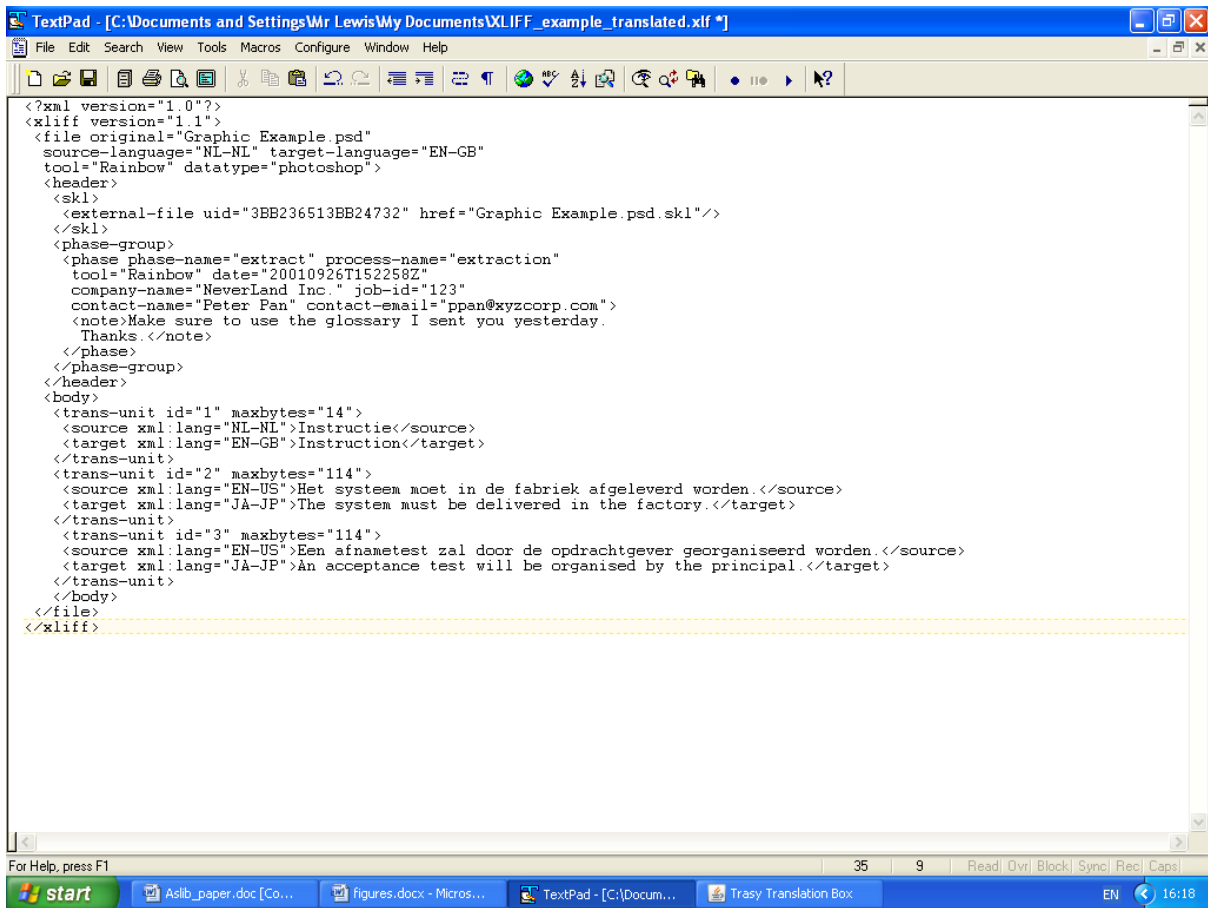 TextPad - [C:\Documents and Settings\Mr Lewis\My Documents\XLIFF_example_translated.xlf *]
File Edit Search View Tools Macros Configure Window Help
<?xml version="1.0"?>
<xliff version="1.1">
<file original="Graphic Example.psd"
source-language="NL-NL" target-language="EN-GB"
tool="Rainbow" datatype="photoshop">
<header>
<skl>
<external-file uid="3BB236513BB24732" href="Graphic Example.psd.skl"/>
</skl>
<phase-group>
<phase phase-name="extract" process-name="extraction"
tool="Rainbow" date="20010926T152258Z"
company-name="NeverLand Inc." job-id="123"
contact-name="Peter Pan" contact-email="ppan@xyzcorp.com">
<note>Make sure to use the glossary I sent you yesterday.
Thanks.</note>
</phase>
</phase-group>
</header>
<body>
<trans-unit id="1" maxbytes="14">
<source xml:lang="NL-NL">Instructie</source>
<target xml:lang="EN-GB">Instruction</target>
</trans-unit>
<trans-unit id="2" maxbytes="114">
<source xml:lang="EN-US">Het systeem moet in de fabriek afgeleverd worden.</source>
<target xml:lang="JA-JP">The system must be delivered in the factory.</target>
</trans-unit>
<trans-unit id="3" maxbytes="114">
<source xml:lang="EN-US">Een afnametest zal door de opdrachtgever georganiseerd worden.</source>
<target xml:lang="JA-JP">An acceptance test will be organised by the principal.</target>
</trans-unit>
</body>
</file>
</xliff>
For Help, press F1 35 9 Read Ovr Block Sync Rec Caps
start Aslib_paper.doc [Co... figures.docx - Micros... TextPad - [C:\Docum... Trasy Translation Box EN 16:18